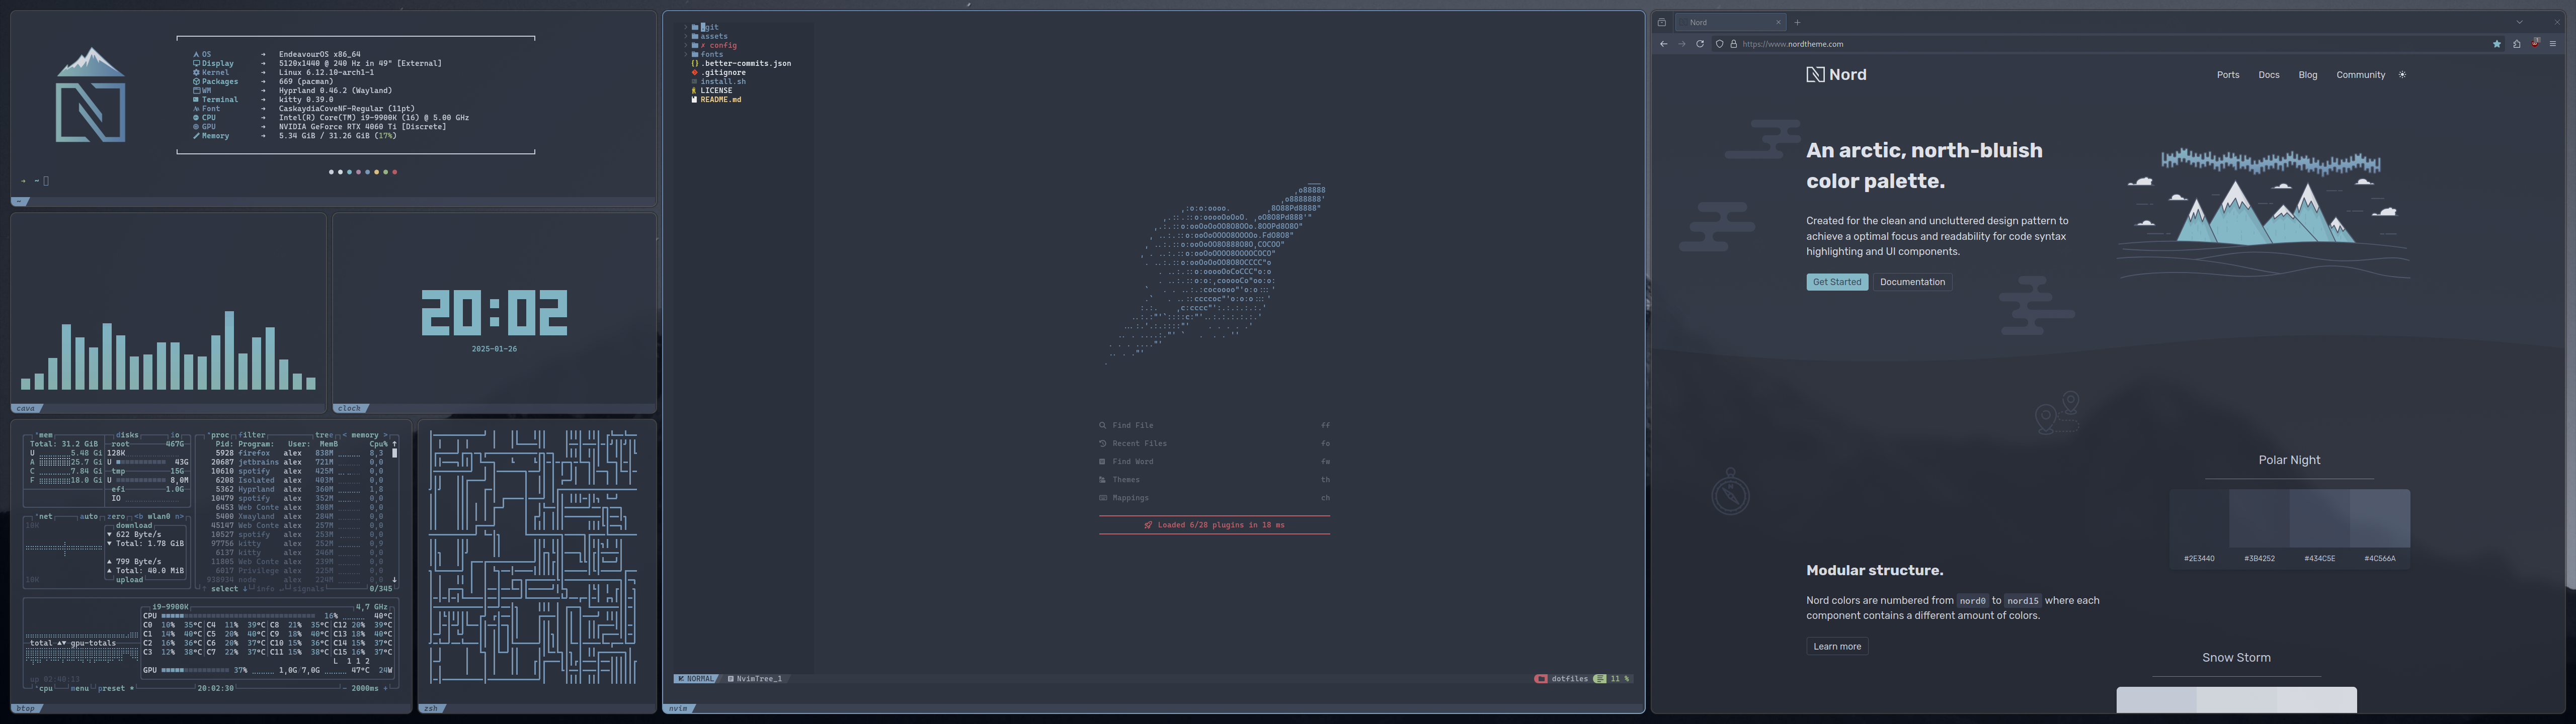 OS → EndeavourOS x86_64
Display → 5120x1440 @ 240 Hz in 49" [External]
Kernel → Linux 6.12.10-arch1-1
Packages → 669 (pacman)
WM → Hyprland 0.46.2 (Wayland)
Terminal → kitty 0.39.0
Font → CaskaydiaCoveNF-Regular (11pt)
CPU → Intel(R) Core(TM) i9-9900K (16) @ 5.00 GHz
GPU → NVIDIA GeForce RTX 4060 Ti [Discrete]
Memory → 5.34 GiB / 31.26 GiB (17%)
→ ~
~
cava
20:02
2025-01-26
clock
mem
Total: 31.2 GiB
U 5.48 Gi
A 25.7 Gi
C 7.84 Gi
F 18.0 Gi
disks io
root 467G
128K
U 43G
tmp 15G
U 8,0M
efi 1.0G
IO
proc filter tree < memory >
Pid: Program: User: MemB Cpu% ↑
5928 firefox alex 838M 8,3
20687 jetbrains alex 721M 0,0
10610 spotify alex 425M 0,0
6208 Isolated alex 403M 0,0
5362 Hyprland alex 360M 1,8
10479 spotify alex 352M 0,0
6453 Web Conte alex 308M 0,0
5400 Xwayland alex 284M 0,0
45147 Web Conte alex 257M 0,0
10527 spotify alex 253M 0,0
97756 kitty alex 252M 0,9
6137 kitty alex 246M 0,0
11805 Web Conte alex 239M 0,0
6017 Privilege alex 225M 0,0
938934 node alex 224M 0,0 ↓
↑ select ↓ info signals 0/345
net auto zero <b wlan0 n>
10K
download
▼ 622 Byte/s
▼ Total: 1.78 GiB
▲ 799 Byte/s
▲ Total: 40.0 MiB
upload
10K
i9-9900K 4,7 GHz
CPU 16% 40°C
C0 10% 35°C C4 11% 39°C C8 21% 35°C C12 20% 39°C
C1 14% 40°C C5 20% 40°C C9 18% 40°C C13 18% 40°C
C2 16% 36°C C6 20% 37°C C10 15% 36°C C14 15% 37°C
C3 12% 38°C C7 22% 37°C C11 15% 38°C C15 16% 37°C
L 1 1 2
GPU 37% 1,0G/7,0G 47°C 24W
total ▲▼ gpu-totals
up 02:40:13
cpu menu preset * 20:02:30 - 2000ms +
btop
zsh
.git
assets
✗ config
fonts
{} .better-commits.json
.gitignore
install.sh
LICENSE
README.md
Find File ff
Recent Files fo
Find Word fw
Themes th
Mappings ch
Loaded 6/28 plugins in 18 ms
NORMAL NvimTree_1 dotfiles 11 %
nvim
Nord
https://www.nordtheme.com
Nord
Ports Docs Blog Community
An arctic, north-bluish
color palette.
Created for the clean and uncluttered design pattern to
achieve a optimal focus and readability for code syntax
highlighting and UI components.
Get Started Documentation
Polar Night
#2E3440 #3B4252 #434C5E #4C566A
Modular structure.
Nord colors are numbered from nord0 to nord15 where each
component contains a different amount of colors.
Learn more
Snow Storm